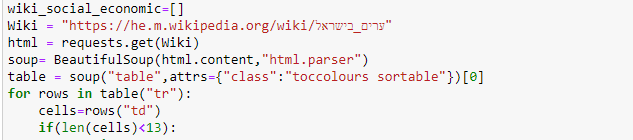 wiki_social_economic=[]
Wiki = "https://he.m.wikipedia.org/wiki/ערים_בישראל"
html = requests.get(Wiki)
soup= BeautifulSoup(html.content,"html.parser")
table = soup("table",attrs={"class":"toccolours sortable"})[0]
for rows in table("tr"):
    cells=rows("td")
    if(len(cells)<13):